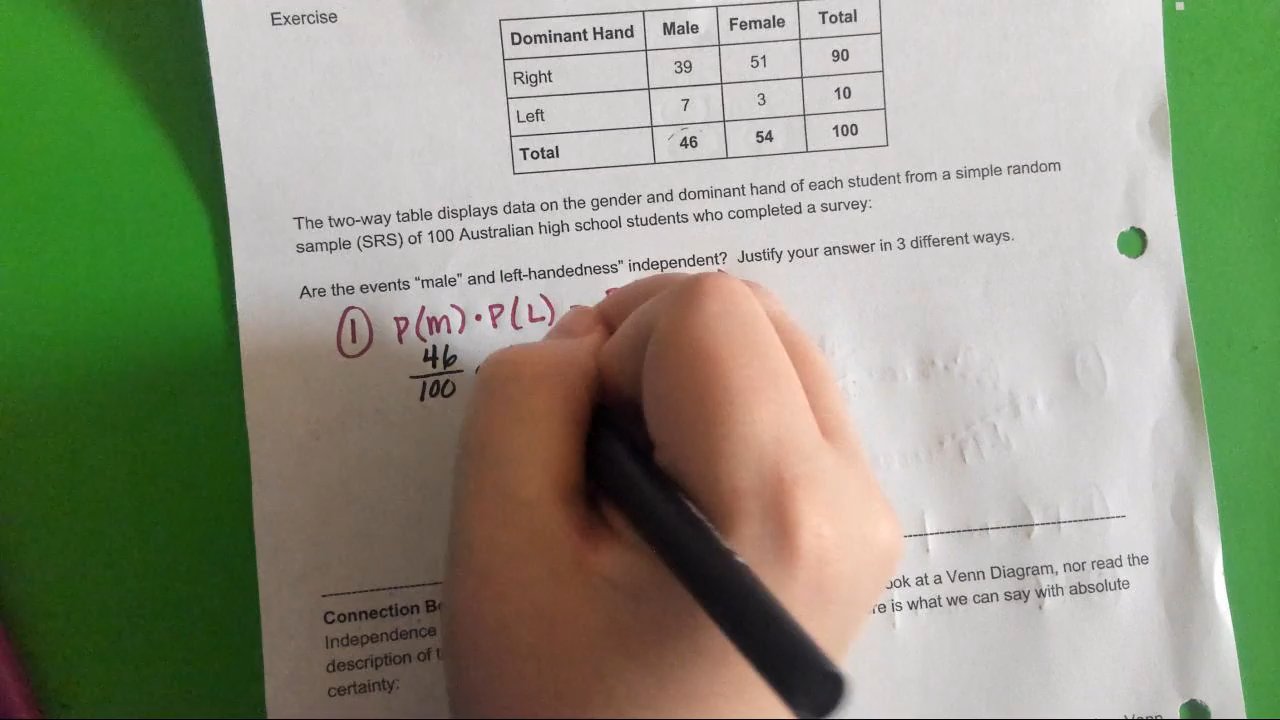 Exercise
Dominant Hand Male Female Total
Right 39 51 90
Left 7 3 10
Total 46 54 100
The two-way table displays data on the gender and dominant hand of each student from a simple random
sample (SRS) of 100 Australian high school students who completed a survey:
Are the events “male” and left-handedness” independent? Justify your answer in 3 different ways.
① P(M) · P(L)
46
100
ook at a Venn Diagram, nor read the
Connection
re is what we can say with absolute
Independence
description of
certainty:
Venn